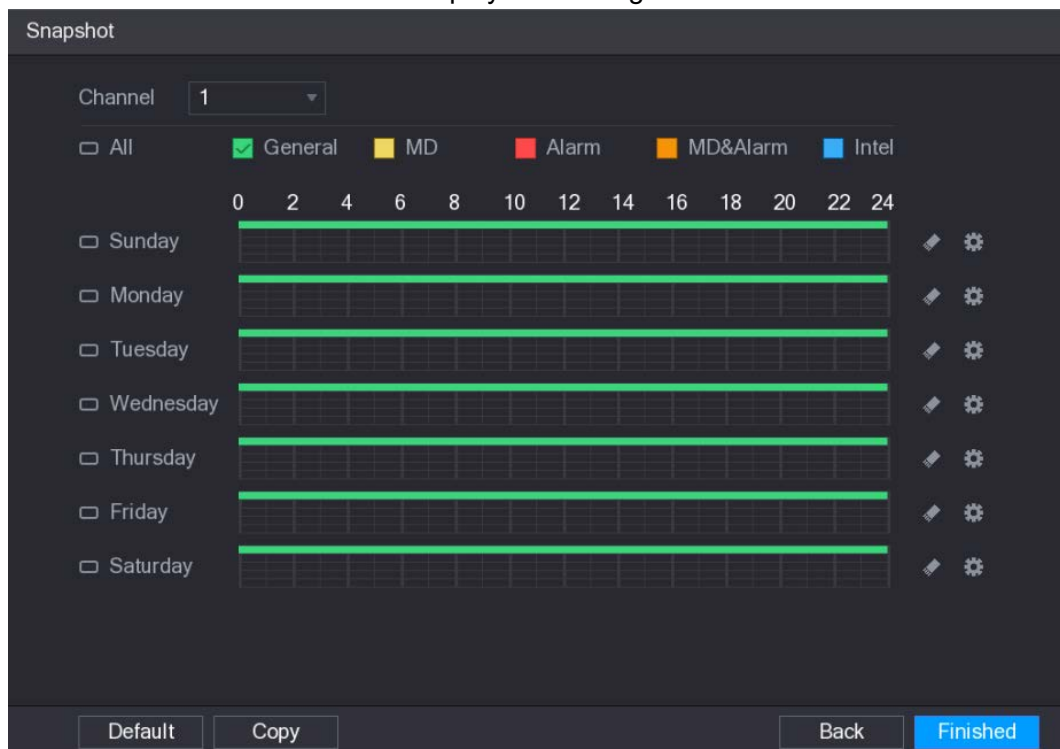 Snapshot
Channel 1
All General MD Alarm MD&Alarm Intel
0 2 4 6 8 10 12 14 16 18 20 22 24
Sunday
Monday
Tuesday
Wednesday
Thursday
Friday
Saturday
Default Copy Back Finished